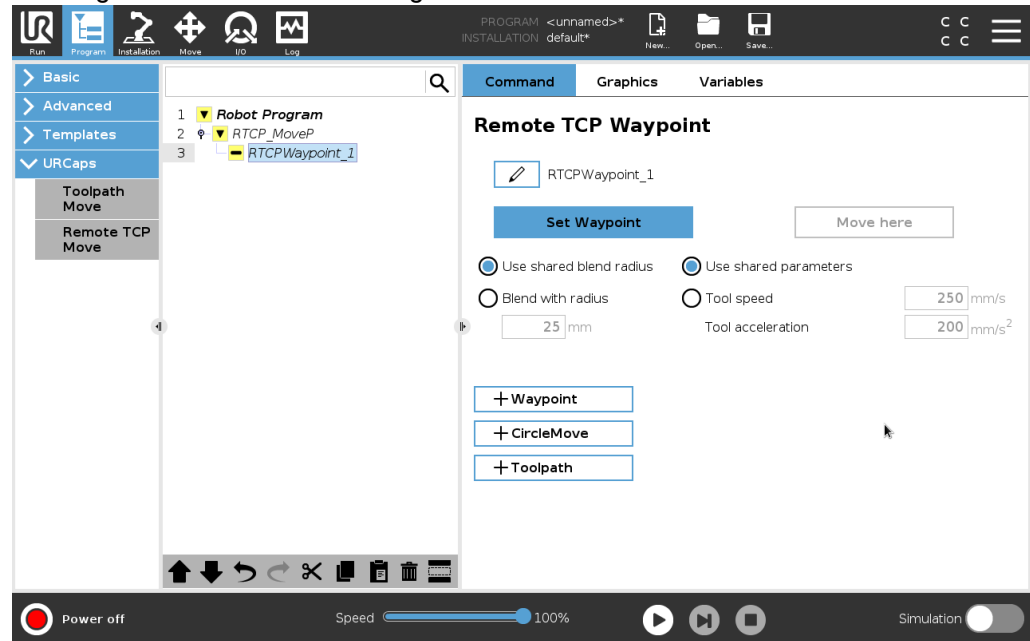 PROGRAM <unnamed>*
INSTALLATION default*
Run Program Installation Move I/O Log New... Open... Save...
C C
C C
Basic
Advanced
Templates
URCaps
Toolpath
Move
Remote TCP
Move
1 Robot Program
2 RTCP_MoveP
3 RTCPWaypoint_1
Command Graphics Variables
Remote TCP Waypoint
RTCPWaypoint_1
Set Waypoint Move here
Use shared blend radius Use shared parameters
Blend with radius Tool speed 250 mm/s
25 mm Tool acceleration 200 mm/s2
+Waypoint
+CircleMove
+Toolpath
Power off Speed 100% Simulation